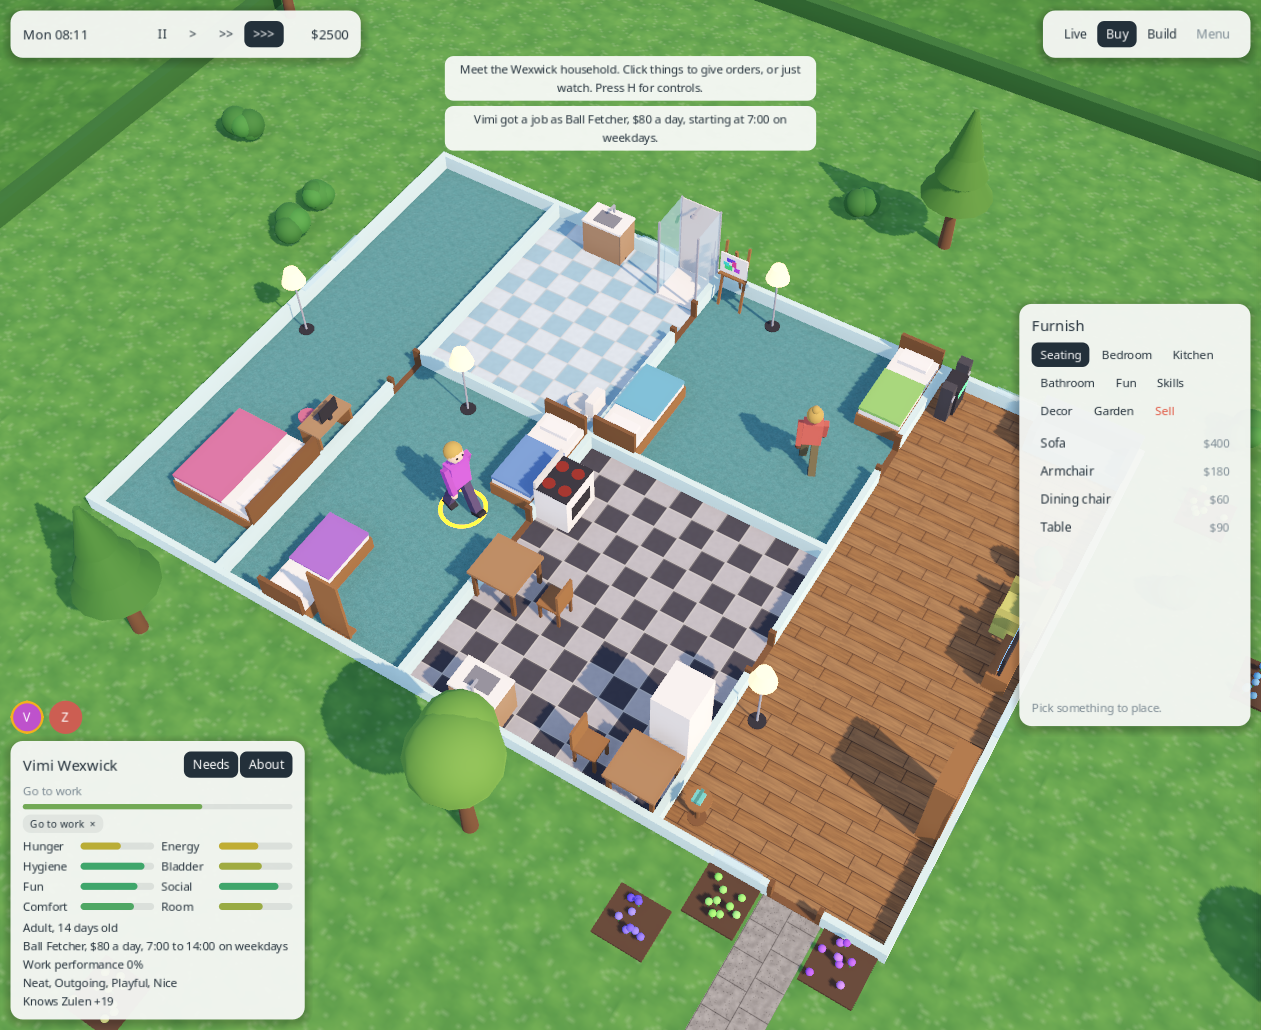 Mon 08:11 II > >> >>> $2500
Live Buy Build Menu
Meet the Wexwick household. Click things to give orders, or just
watch. Press H for controls.
Vimi got a job as Ball Fetcher, $80 a day, starting at 7:00 on
weekdays.
Furnish
Seating Bedroom Kitchen
Bathroom Fun Skills
Decor Garden Sell
Sofa $400
Armchair $180
Dining chair $60
Table $90
Pick something to place.
V Z
Vimi Wexwick Needs About
Go to work
Go to work ×
Hunger Energy
Hygiene Bladder
Fun Social
Comfort Room
Adult, 14 days old
Ball Fetcher, $80 a day, 7:00 to 14:00 on weekdays
Work performance 0%
Neat, Outgoing, Playful, Nice
Knows Zulen +19